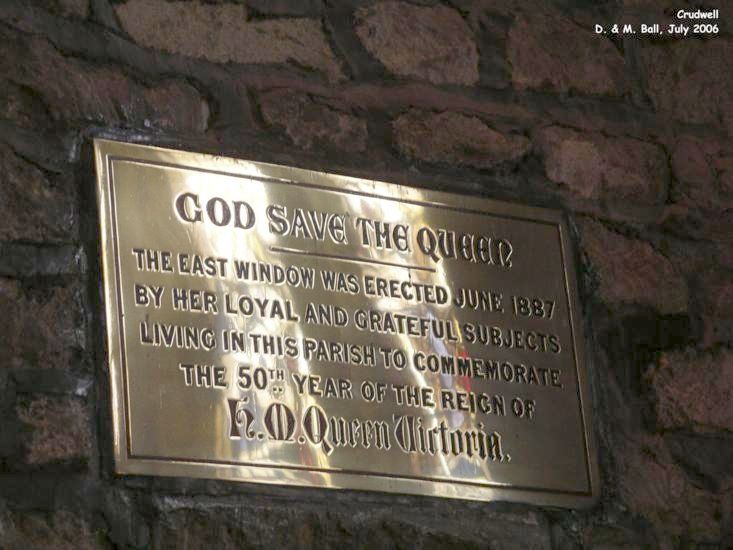 Crudwell
D. & M. Ball, July 2006
GOD SAVE THE QUEEN
THE EAST WINDOW WAS ERECTED JUNE 1887
BY HER LOYAL AND GRATEFUL SUBJECTS
LIVING IN THIS PARISH TO COMMEMORATE
THE 50TH YEAR OF THE REIGN OF
H.M. Queen Victoria.